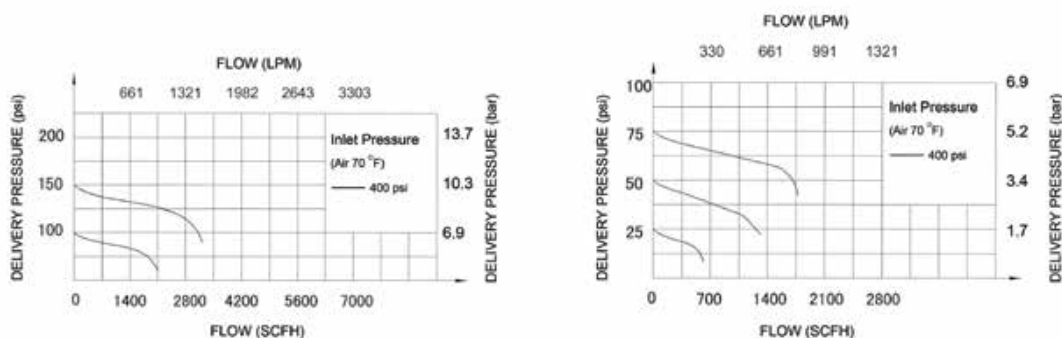 FLOW (LPM)
661 1321 1982 2643 3303
DELIVERY PRESSURE (psi)
200
150
100
Inlet Pressure
(Air 70 °F)
400 psi
13.7
10.3
6.9
DELIVERY PRESSURE (bar)
0 1400 2800 4200 5600 7000
FLOW (SCFH)
FLOW (LPM)
330 661 991 1321
DELIVERY PRESSURE (psi)
100
75
50
25
Inlet Pressure
(Air 70 °F)
400 psi
6.9
5.2
3.4
1.7
DELIVERY PRESSURE (bar)
0 700 1400 2100 2800
FLOW (SCFH)